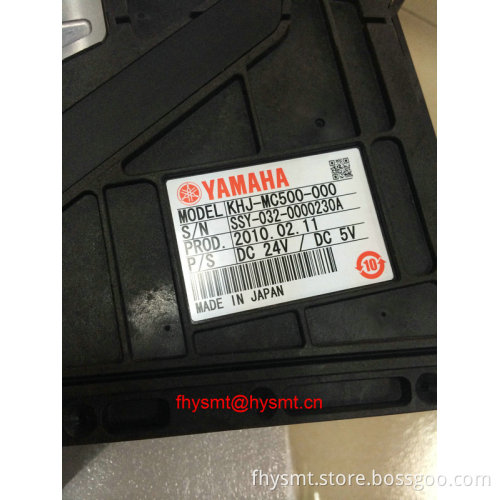 YAMAHA
MODEL KHJ-MC500-000
S/N SSY-032-0000230A
PROD. 2010.02.11
P/S DC 24V / DC 5V
10
MADE IN JAPAN
fhysmt@hysmt.cn
fhysmt.store.bossgoo.com